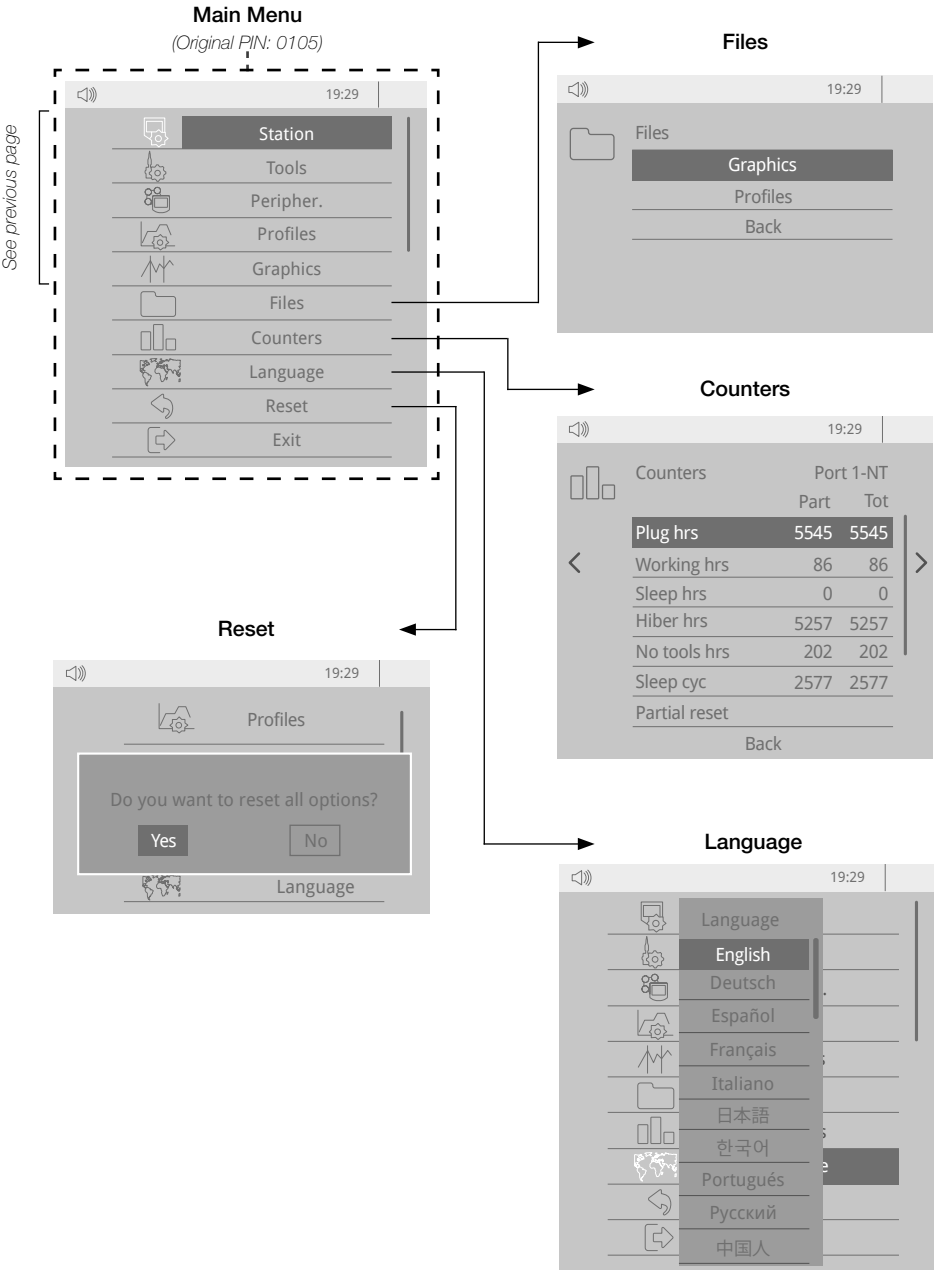 Main Menu
(Original PIN: 0105)
See previous page
19:29
Station
Tools
Peripher.
Profiles
Graphics
Files
Counters
Language
Reset
Exit
Files
19:29
Files
Graphics
Profiles
Back
Counters
19:29
Counters Port 1-NT
Part Tot
Plug hrs 5545 5545
Working hrs 86 86
Sleep hrs 0 0
Hiber hrs 5257 5257
No tools hrs 202 202
Sleep cyc 2577 2577
Partial reset
Back
Reset
19:29
Profiles
Do you want to reset all options?
Yes No
Language
Language
19:29
Language
English
Deutsch
Español
Français
Italiano
日本語
한국어
Portugués
Русский
中国人